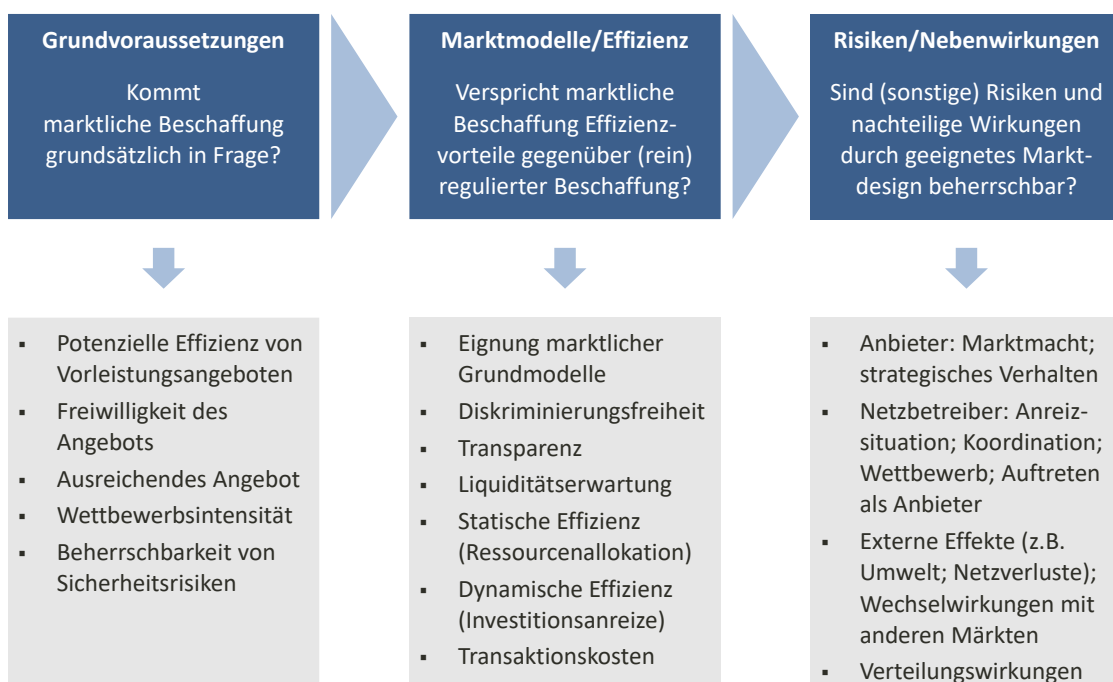 Grundvoraussetzungen
Kommt
marktliche Beschaffung
grundsätzlich in Frage?
Marktmodelle/Effizienz
Verspricht marktliche
Beschaffung Effizienz-
vorteile gegenüber (rein)
regulierter Beschaffung?
Risiken/Nebenwirkungen
Sind (sonstige) Risiken und
nachteilige Wirkungen
durch geeignetes Markt-
design beherrschbar?
▪ Potenzielle Effizienz von
Vorleistungsangeboten
▪ Freiwilligkeit des
Angebots
▪ Ausreichendes Angebot
▪ Wettbewerbsintensität
▪ Beherrschbarkeit von
Sicherheitsrisiken
▪ Eignung marktlicher
Grundmodelle
▪ Diskriminierungsfreiheit
▪ Transparenz
▪ Liquiditätserwartung
▪ Statische Effizienz
(Ressourcenallokation)
▪ Dynamische Effizienz
(Investitionsanreize)
▪ Transaktionskosten
▪ Anbieter: Marktmacht;
strategisches Verhalten
▪ Netzbetreiber: Anreiz-
situation; Koordination;
Wettbewerb; Auftreten
als Anbieter
▪ Externe Effekte (z.B.
Umwelt; Netzverluste);
Wechselwirkungen mit
anderen Märkten
▪ Verteilungswirkungen